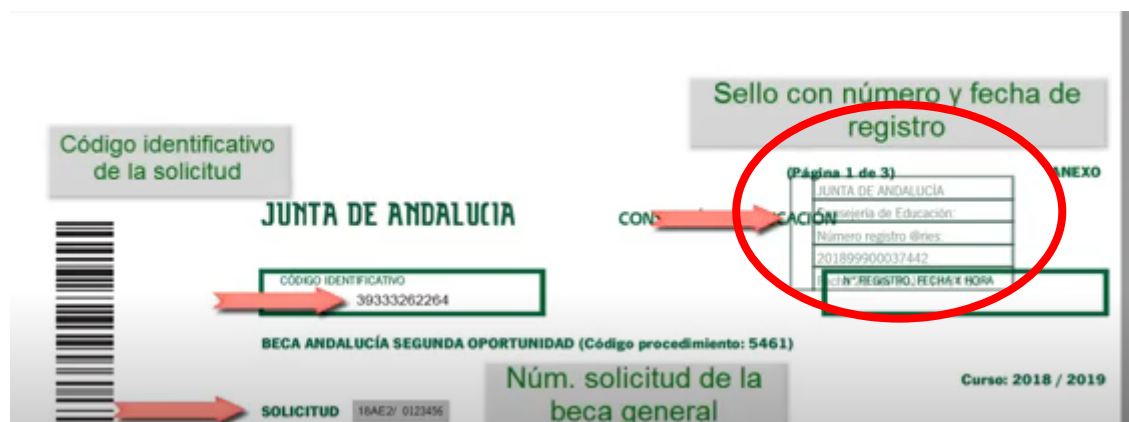 Sello con número y fecha de
registro
Código identificativo
de la solicitud
(Página 1 de 3) ANEXO
JUNTA DE ANDALUCÍA
JUNTA DE ANDALUCIA
Consejería de Educación:
Número registro @ries:
201899900037442
CÓDIGO IDENTIFICATIVO
39333262264
Nº REGISTRO, FECHA Y HORA
BECA ANDALUCÍA SEGUNDA OPORTUNIDAD (Código procedimiento: 5461)
Núm. solicitud de la
beca general
Curso: 2018 / 2019
SOLICITUD 18AE2/ 0123456